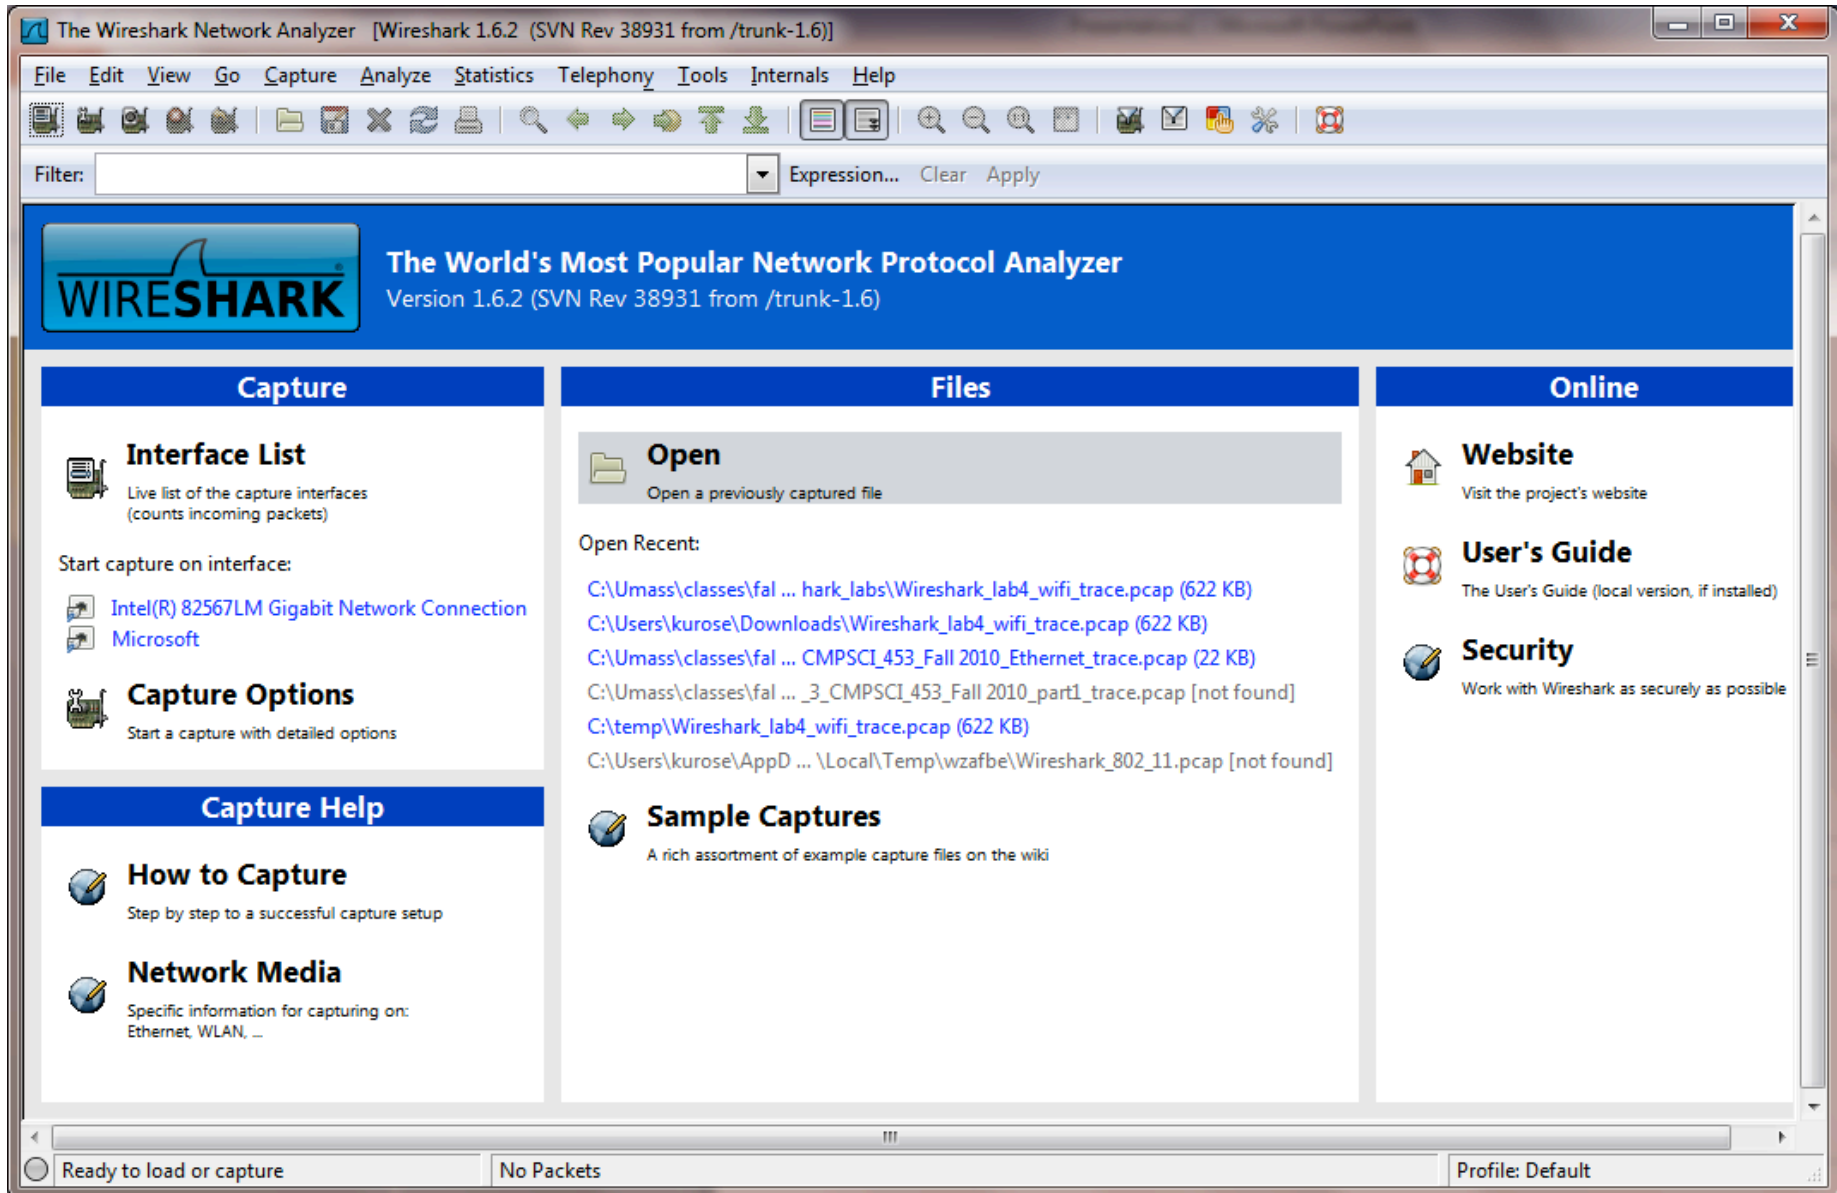 The Wireshark Network Analyzer [Wireshark 1.6.2 (SVN Rev 38931 from /trunk-1.6)]
File Edit View Go Capture Analyze Statistics Telephony Tools Internals Help
Filter: Expression... Clear Apply
WIRESHARK
The World's Most Popular Network Protocol Analyzer
Version 1.6.2 (SVN Rev 38931 from /trunk-1.6)
Capture
Interface List
Live list of the capture interfaces
(counts incoming packets)
Start capture on interface:
Intel(R) 82567LM Gigabit Network Connection
Microsoft
Capture Options
Start a capture with detailed options
Capture Help
How to Capture
Step by step to a successful capture setup
Network Media
Specific information for capturing on:
Ethernet, WLAN, ...
Files
Open
Open a previously captured file
Open Recent:
C:\Umass\classes\fal ... hark_labs\Wireshark_lab4_wifi_trace.pcap (622 KB)
C:\Users\kurose\Downloads\Wireshark_lab4_wifi_trace.pcap (622 KB)
C:\Umass\classes\fal ... CMPSCI_453_Fall 2010_Ethernet_trace.pcap (22 KB)
C:\Umass\classes\fal ... _3_CMPSCI_453_Fall 2010_part1_trace.pcap [not found]
C:\temp\Wireshark_lab4_wifi_trace.pcap (622 KB)
C:\Users\kurose\AppD ... \Local\Temp\wzafbe\Wireshark_802_11.pcap [not found]
Sample Captures
A rich assortment of example capture files on the wiki
Online
Website
Visit the project's website
User's Guide
The User's Guide (local version, if installed)
Security
Work with Wireshark as securely as possible
Ready to load or capture
No Packets
Profile: Default